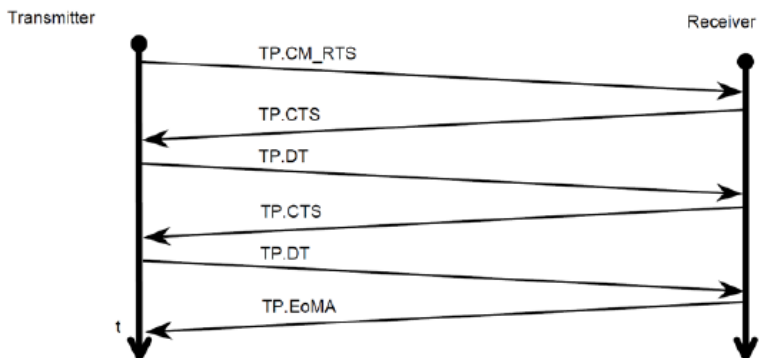 Transmitter
Receiver
TP.CM_RTS
TP.CTS
TP.DT
TP.CTS
TP.DT
TP.EoMA
t